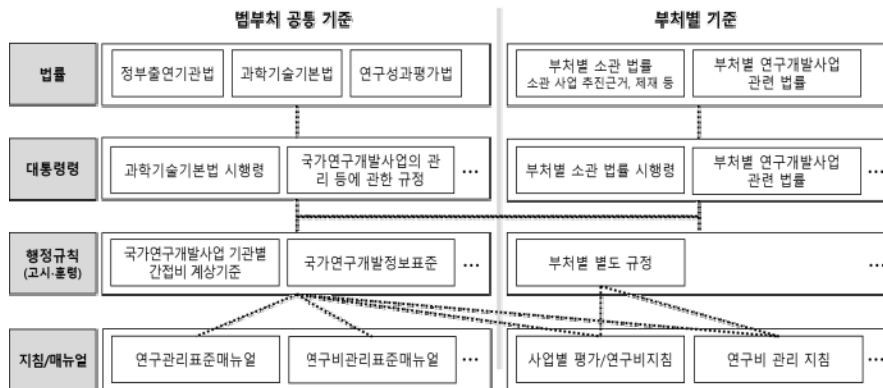 범부처 공통 기준
부처별 기준
법률
정부출연기관법
과학기술기본법
연구성과평가법
부처별 소관 법률
소관 사업 추진근거, 제재 등
부처별 연구개발사업
관련 법률
대통령령
과학기술기본법 시행령
국가연구개발사업의 관
리 등에 관한 규정
...
부처별 소관 법률 시행령
부처별 연구개발사업
관련 법률
...
행정규칙
(고시·훈령)
국가연구개발사업 기관별
간접비 계상기준
국가연구개발정보표준
...
부처별 별도 규정
...
지침/매뉴얼
연구관리표준매뉴얼
연구비관리표준매뉴얼
...
사업별 평가/연구비지침
연구비 관리 지침
...